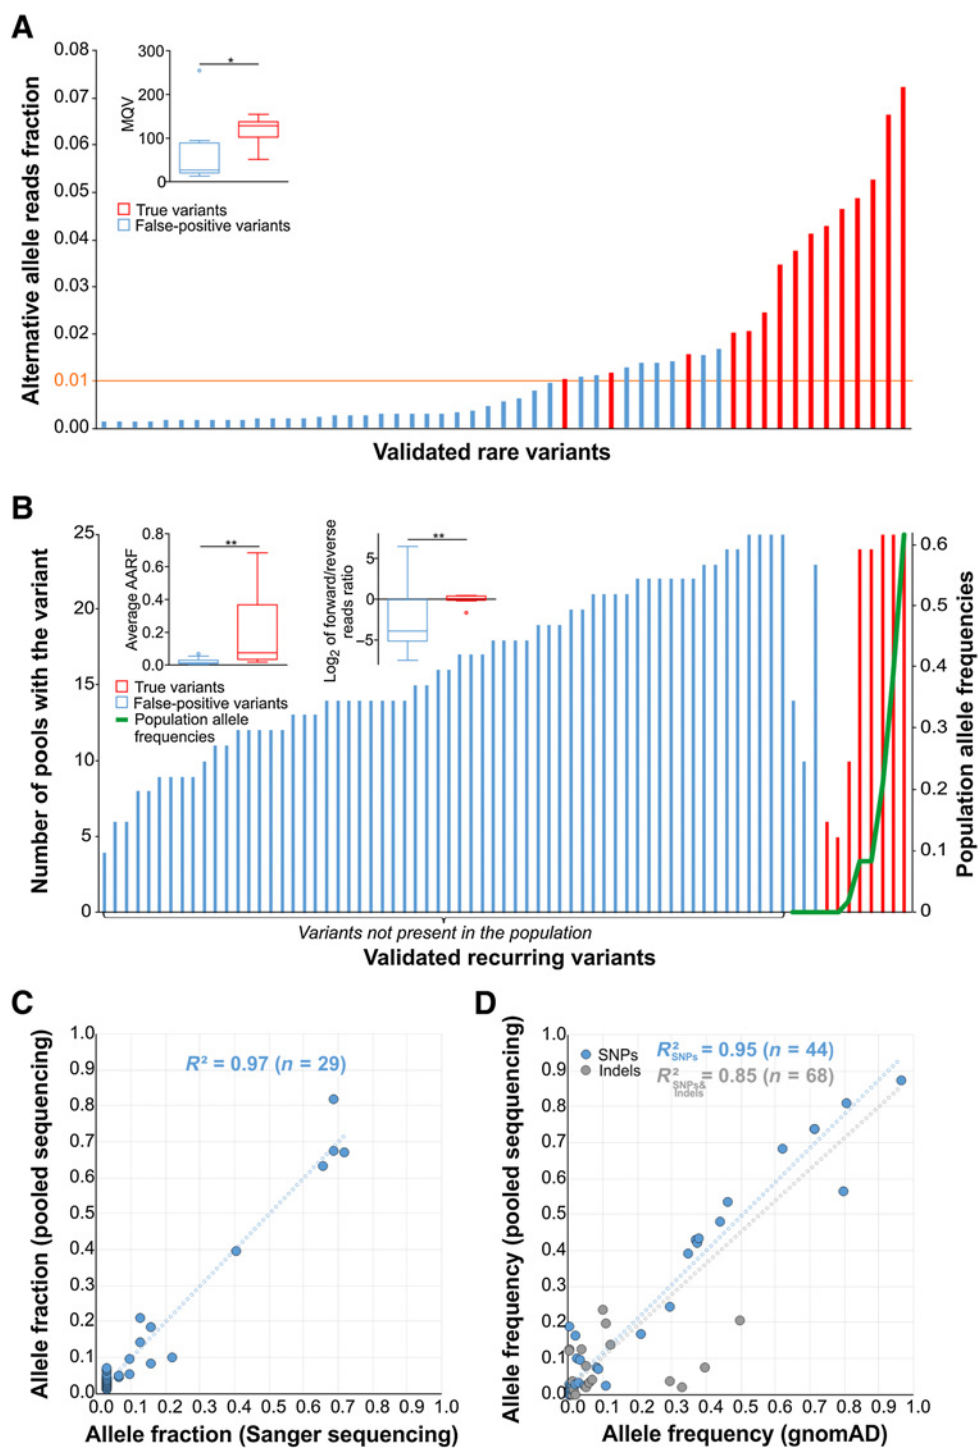 A
Alternative allele reads fraction
0.08
0.07
0.06
0.05
0.04
0.03
0.02
0.01
0.00
MQV
300
200
100
0
*
True variants
False-positive variants
Validated rare variants
B
Number of pools with the variant
25
20
15
10
5
0
Average AARF
0.8
0.6
0.4
0.2
0.0
**
Log2 of forward/reverse
reads ratio
5
0
−5
**
True variants
False-positive variants
Population allele
frequencies
0.6
0.5
0.4
0.3
0.2
0.1
0
Population allele frequencies
Variants not present in the population
Validated recurring variants
C
Allele fraction (pooled sequencing)
1.0
0.9
0.8
0.7
0.6
0.5
0.4
0.3
0.2
0.1
0.0
R² = 0.97 (n = 29)
0.0 0.1 0.2 0.3 0.4 0.5 0.6 0.7 0.8 0.9 1.0
Allele fraction (Sanger sequencing)
D
Allele frequency (pooled seqquencing)
1.0
0.9
0.8
0.7
0.6
0.5
0.4
0.3
0.2
0.1
0.0
SNPs
Indels
R²SNPs = 0.95 (n = 44)
R²SNPs& Indels = 0.85 (n = 68)
0.0 0.1 0.2 0.3 0.4 0.5 0.6 0.7 0.8 0.9 1.0
Allele frequency (gnomAD)